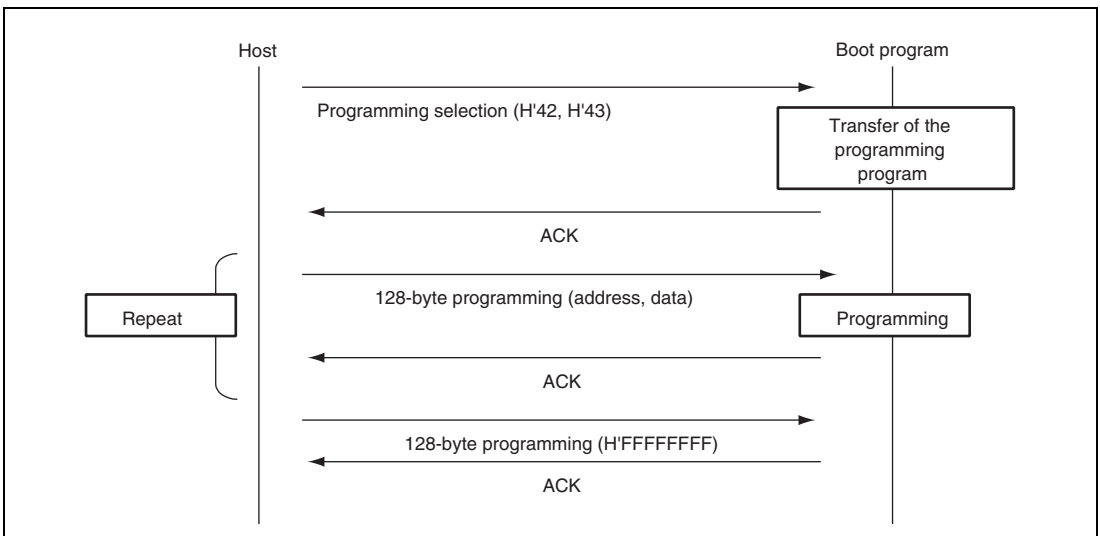 Host
Boot program
Programming selection (H'42, H'43)
Transfer of the
programming
program
ACK
128-byte programming (address, data)
Repeat
Programming
ACK
128-byte programming (H'FFFFFFFF)
ACK